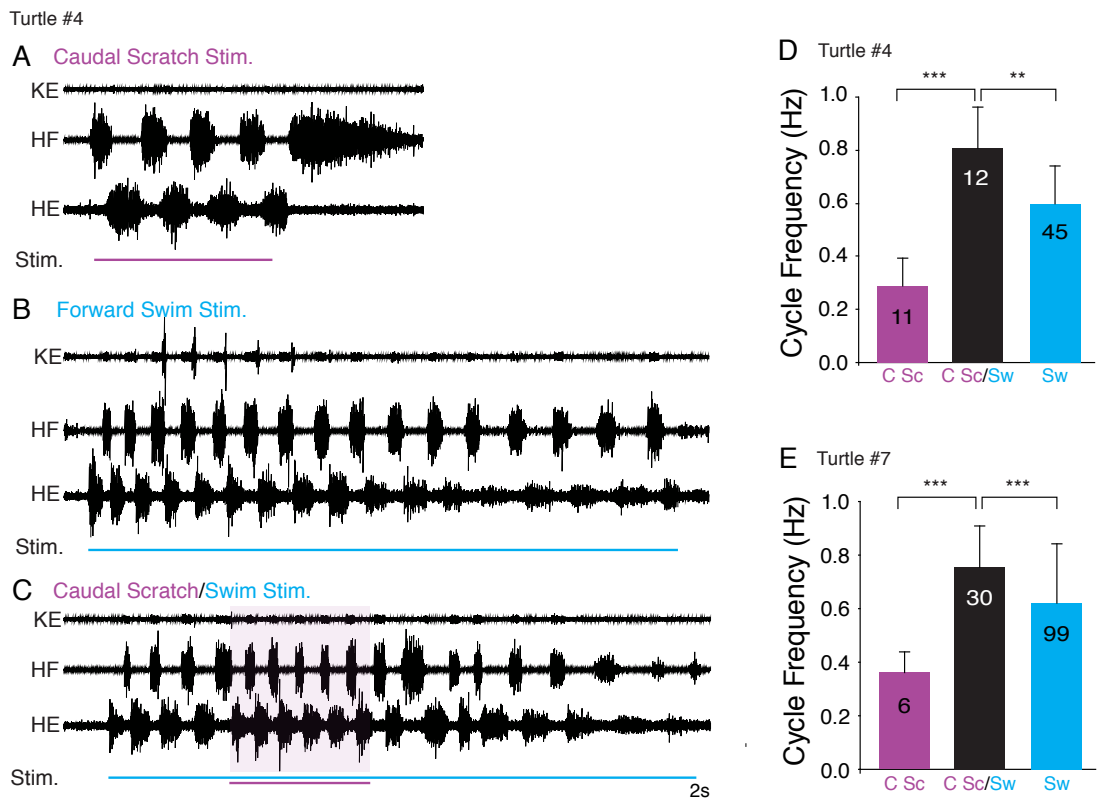 Turtle #4
A Caudal Scratch Stim.
KE
HF
HE
Stim.
B Forward Swim Stim.
KE
HF
HE
Stim.
C Caudal Scratch/Swim Stim.
KE
HF
HE
Stim.
2s
D Turtle #4
*** **
Cycle Frequency (Hz)
1.0
0.8
0.6
0.4
0.2
0.0
11
12
45
C Sc C Sc/Sw Sw
E Turtle #7
*** ***
Cycle Frequency (Hz)
1.0
0.8
0.6
0.4
0.2
0.0
6
30
99
C Sc C Sc/Sw Sw